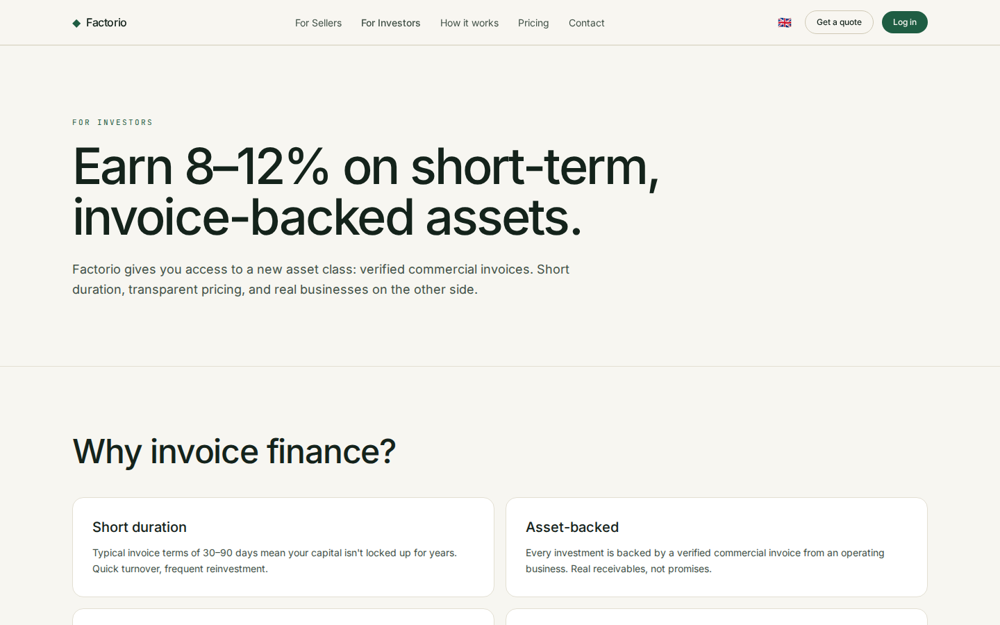 Factorio
For Sellers
For Investors
How it works
Pricing
Contact
Get a quote
Log in
FOR INVESTORS
Earn 8–12% on short-term,
invoice-backed assets.
Factorio gives you access to a new asset class: verified commercial invoices. Short
duration, transparent pricing, and real businesses on the other side.
Why invoice finance?
Short duration
Typical invoice terms of 30–90 days mean your capital isn't locked up for years.
Quick turnover, frequent reinvestment.
Asset-backed
Every investment is backed by a verified commercial invoice from an operating
business. Real receivables, not promises.